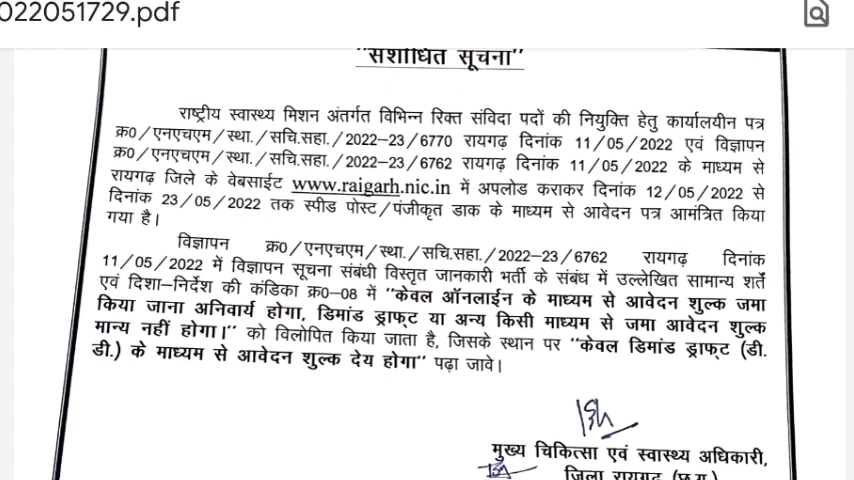 022051729.pdf
"संशोधित सूचना"
राष्ट्रीय स्वास्थ्य मिशन अंतर्गत विभिन्न रिक्त संविदा पदों की नियुक्ति हेतु कार्यालयीन पत्र
क्र0/एनएचएम/स्था./सचि.सहा./2022-23/6770 रायगढ़ दिनांक 11/05/2022 एवं विज्ञापन
क्र0/एनएचएम/स्था./सचि.सहा./2022-23/6762 रायगढ़ दिनांक 11/05/2022 के माध्यम से
रायगढ़ जिले के वेबसाईट www.raigarh.nic.in में अपलोड कराकर दिनांक 12/05/2022 से
दिनांक 23/05/2022 तक स्पीड पोस्ट/पंजीकृत डाक के माध्यम से आवेदन पत्र आमंत्रित किया
गया है।
विज्ञापन क्र0/एनएचएम/स्था./सचि.सहा./2022-23/6762 रायगढ़ दिनांक
11/05/2022 में विज्ञापन सूचना संबंधी विस्तृत जानकारी भर्ती के संबंध में उल्लेखित सामान्य शर्ते
एवं दिशा-निर्देश की कंडिका क्र0-08 में "केवल ऑनलाईन के माध्यम से आवेदन शुल्क जमा
किया जाना अनिवार्य होगा, डिमांड ड्राफ्ट या अन्य किसी माध्यम से जमा आवेदन शुल्क
मान्य नहीं होगा।" को विलोपित किया जाता है, जिसके स्थान पर "केवल डिमांड ड्राफ्ट (डी.
डी.) के माध्यम से आवेदन शुल्क देय होगा" पढ़ा जावे।
मुख्य चिकित्सा एवं स्वास्थ्य अधिकारी,
जिला रायगढ़ (छ.ग.)